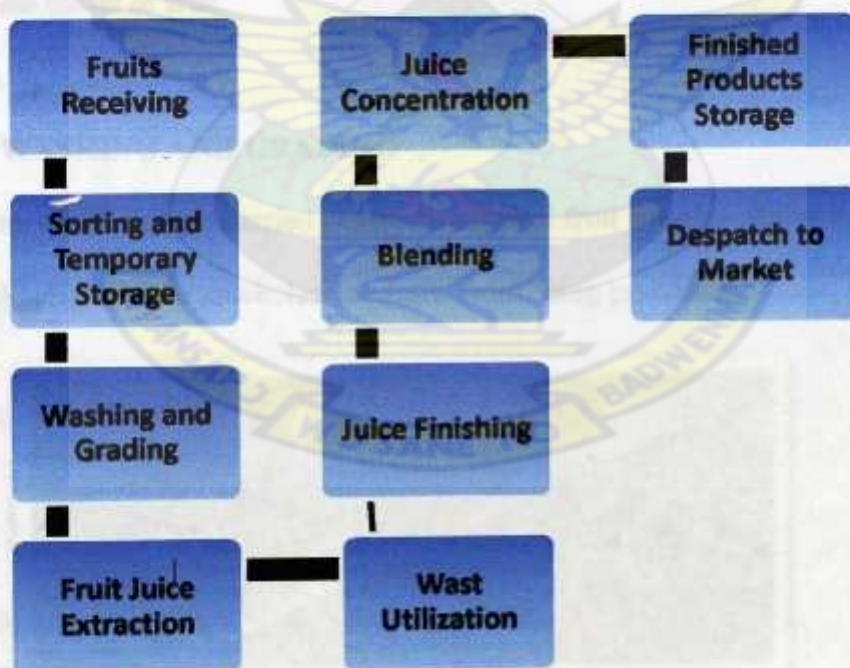 Fruits
Receiving
Sorting and
Temporary
Storage
Washing and
Grading
Fruit Juice
Extraction
Wast
Utilization
Juice Finishing
Blending
Juice
Concentration
Finished
Products
Storage
Despatch to
Market
BADWENMA